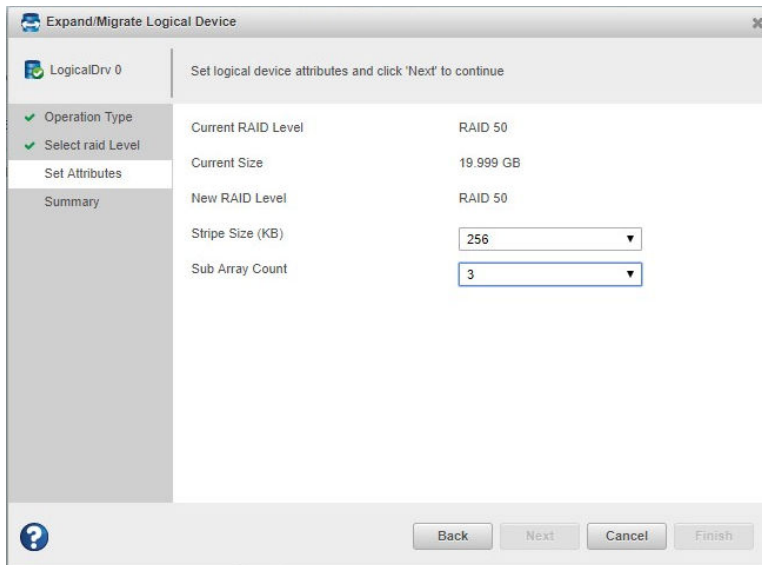 Expand/Migrate Logical Device
LogicalDrv 0
Set logical device attributes and click 'Next' to continue
Operation Type
Select raid Level
Set Attributes
Summary
Current RAID Level RAID 50
Current Size 19.999 GB
New RAID Level RAID 50
Stripe Size (KB) 256
Sub Array Count 3
? Back Next Cancel Finish